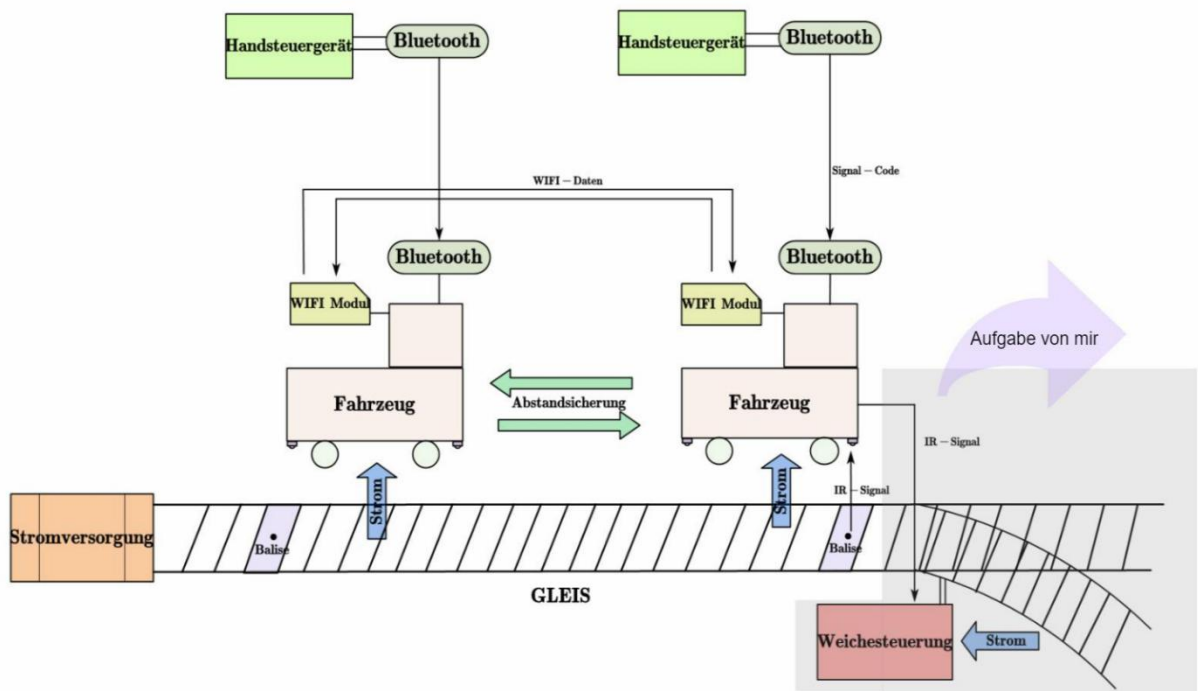 Handsteuergerät
Bluetooth
Handsteuergerät
Bluetooth
WIFI – Daten
Signal – Code
Bluetooth
Bluetooth
WIFI Modul
WIFI Modul
Aufgabe von mir
Fahrzeug
Abstandsicherung
Fahrzeug
IR – Signal
Strom
Strom
IR – Signal
Stromversorgung
Balise
Balise
GLEIS
Weichesteuerung
Strom